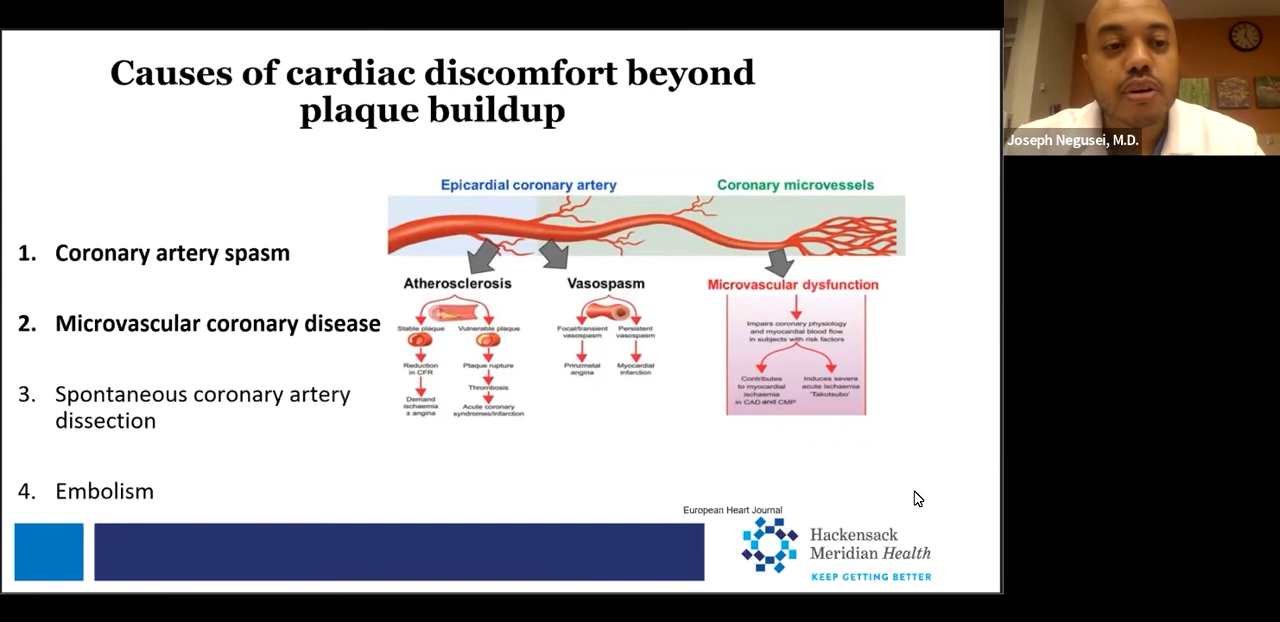 Causes of cardiac discomfort beyond
plaque buildup
Joseph Negusei, M.D.
1. Coronary artery spasm
2. Microvascular coronary disease
3. Spontaneous coronary artery
dissection
4. Embolism
Epicardial coronary artery
Coronary microvessels
Atherosclerosis
Stable plaque
Vulnerable plaque
Reduction
in CFR
Demand
ischaemia
± angina
Plaque rupture
Thrombosis
Acute coronary
syndromes/infarction
Vasospasm
Focal/transient
vasospasm
Persistent
vasospasm
Prinzmetal
angina
Myocardial
infarction
Microvascular dysfunction
Impairs coronary physiology
and myocardial blood flow
in subjects with risk factors
Contributes
to myocardial
ischaemia
in CAD and CMP
Induces severe
acute ischaemia
'Takotsubo'
European Heart Journal
Hackensack
Meridian Health
KEEP GETTING BETTER